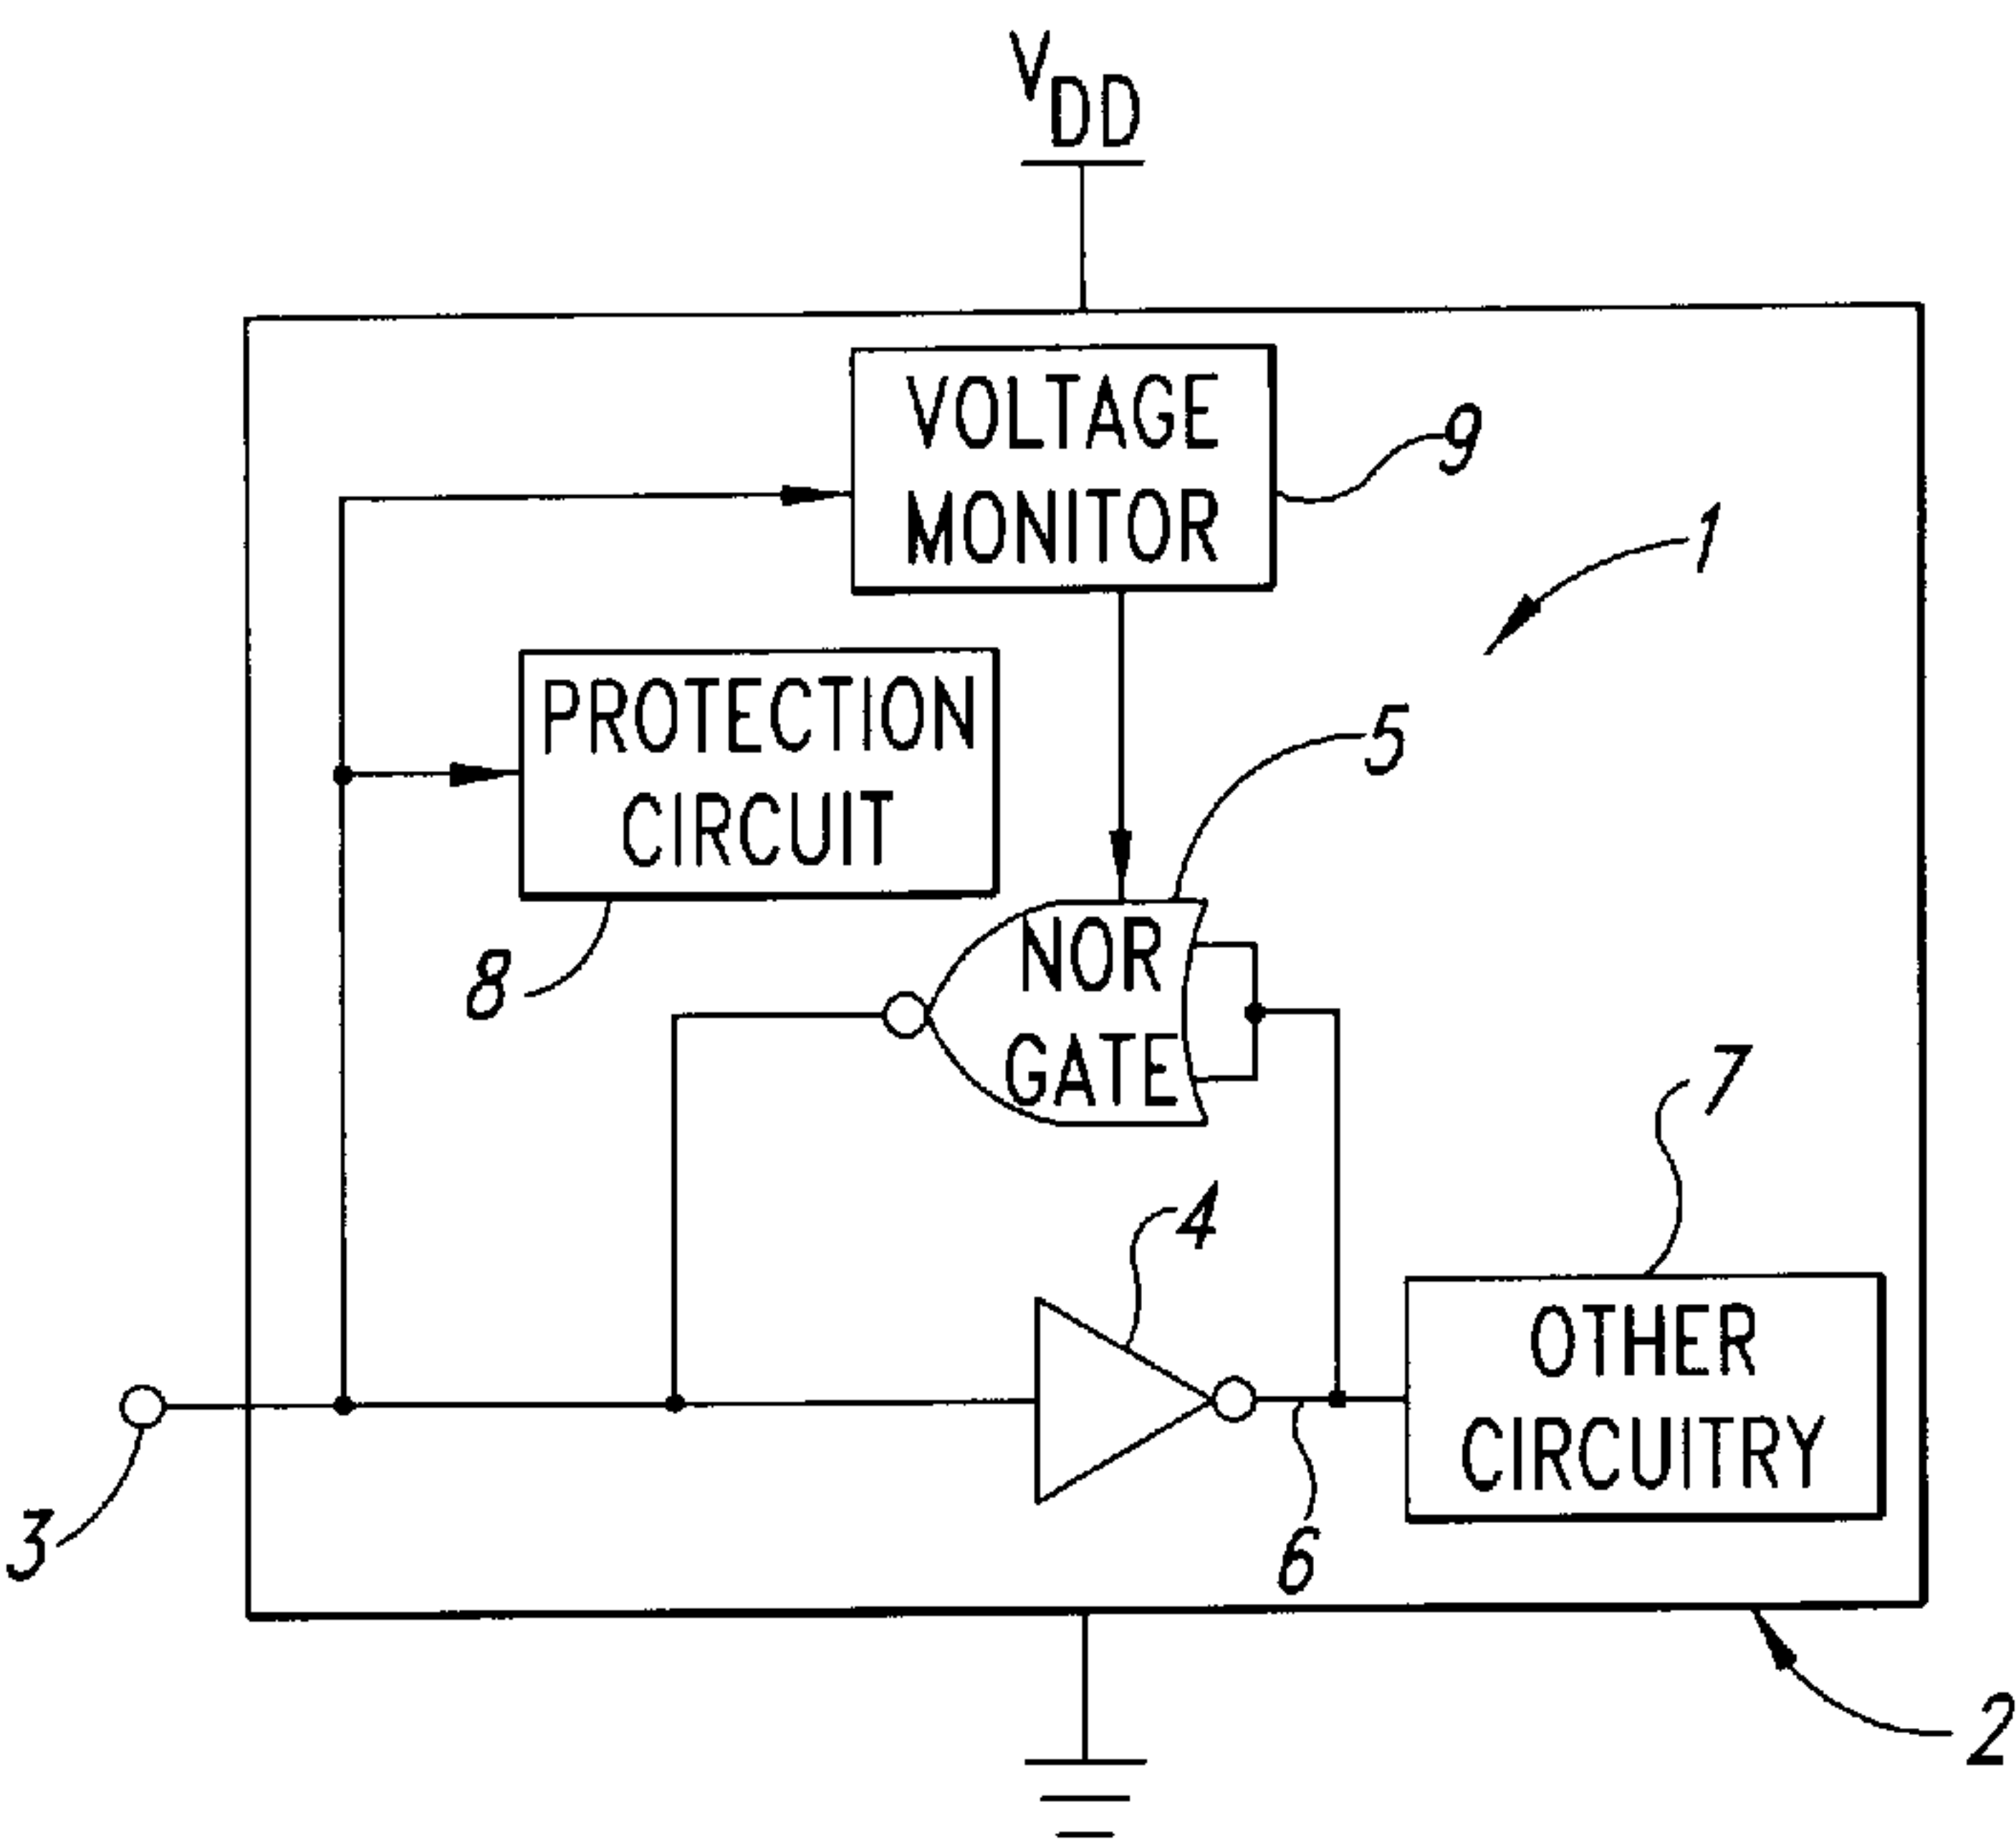 VDD
VOLTAGE
MONITOR
9
1
PROTECTION
CIRCUIT
5
8
NOR
GATE
7
4
OTHER
CIRCUITRY
3
6
2